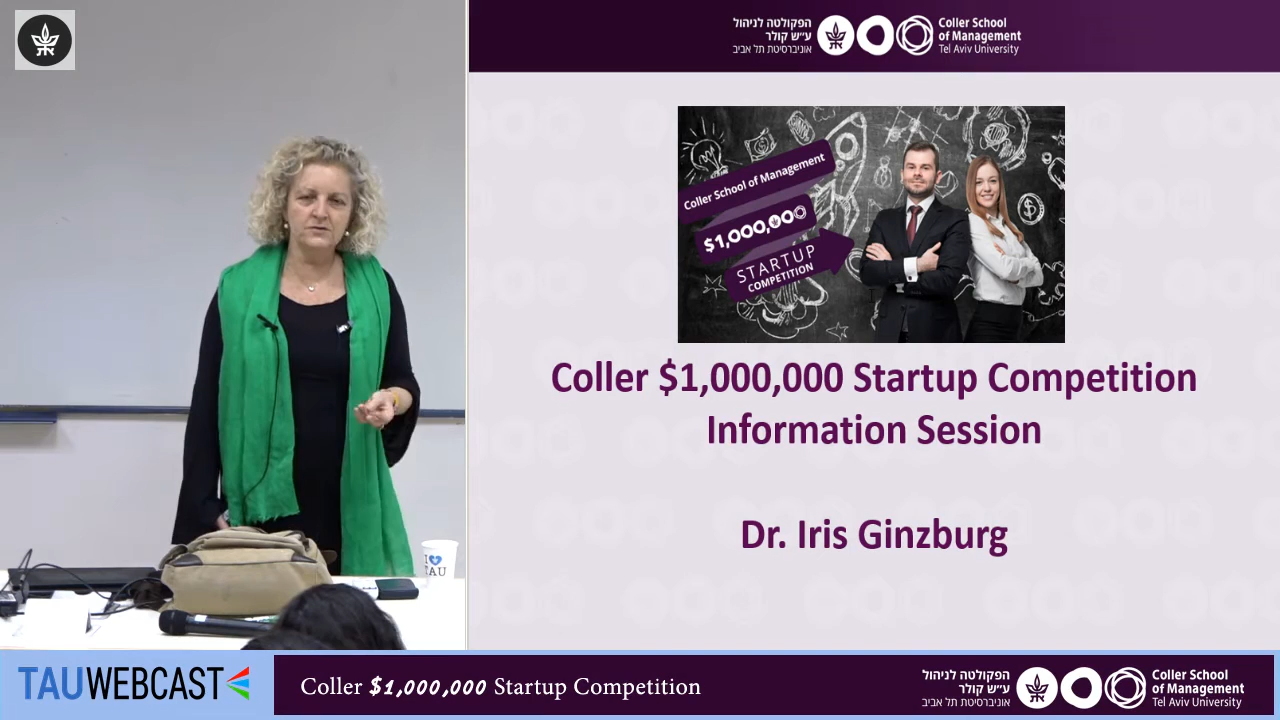 הפקולטה לניהול
ע״ש קולר
אוניברסיטת תל אביב
Coller School
of Management
Tel Aviv University
Coller School of Management
$1,000,000
STARTUP
COMPETITION
Coller $1,000,000 Startup Competition
Information Session
Dr. Iris Ginzburg
I
TAU
TAUWEBCAST
Coller $1,000,000 Startup Competition
הפקולטה לניהול
ע״ש קולר
אוניברסיטת תל אביב
Coller School
of Management
Tel Aviv University